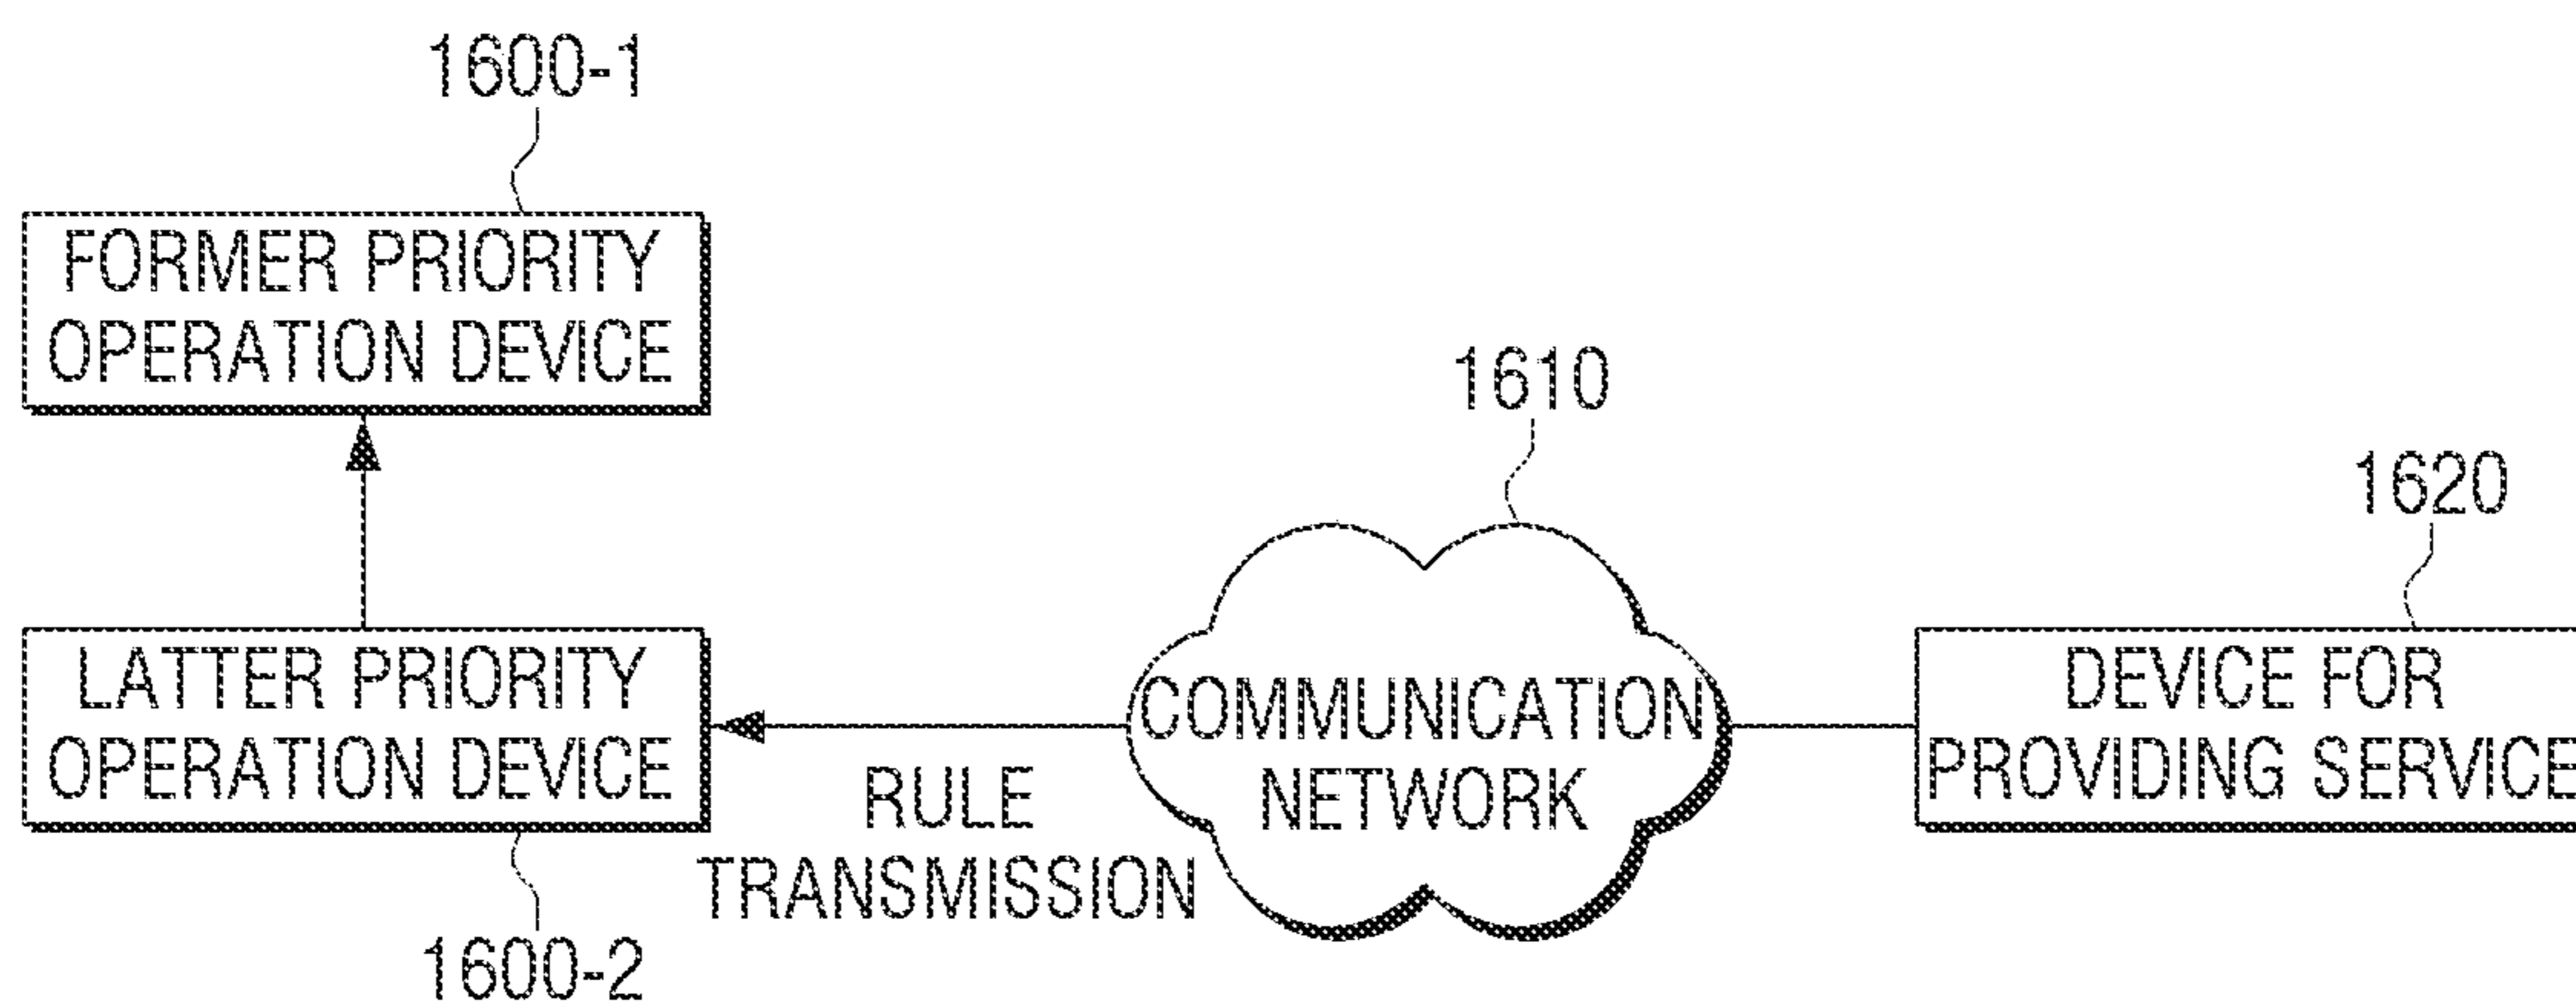 1600-1
FORMER PRIORITY
OPERATION DEVICE
1610
1620
LATTER PRIORITY
OPERATION DEVICE
RULE
TRANSMISSION
COMMUNICATION
NETWORK
DEVICE FOR
PROVIDING SERVICE
1600-2